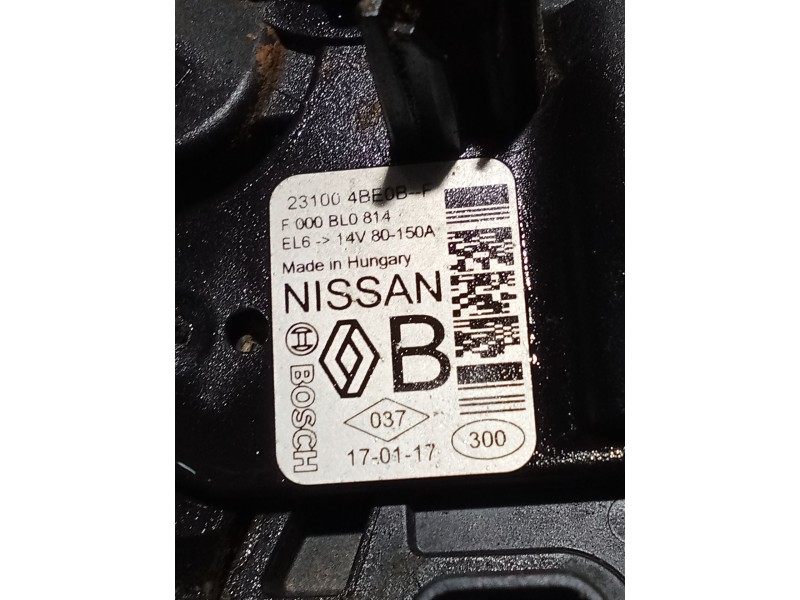 23100 4BE0B--F
F 000 BL0 814
EL6 -> 14V 80-150A
Made in Hungary
NISSAN
BOSCH
B
037
300
17-01-17